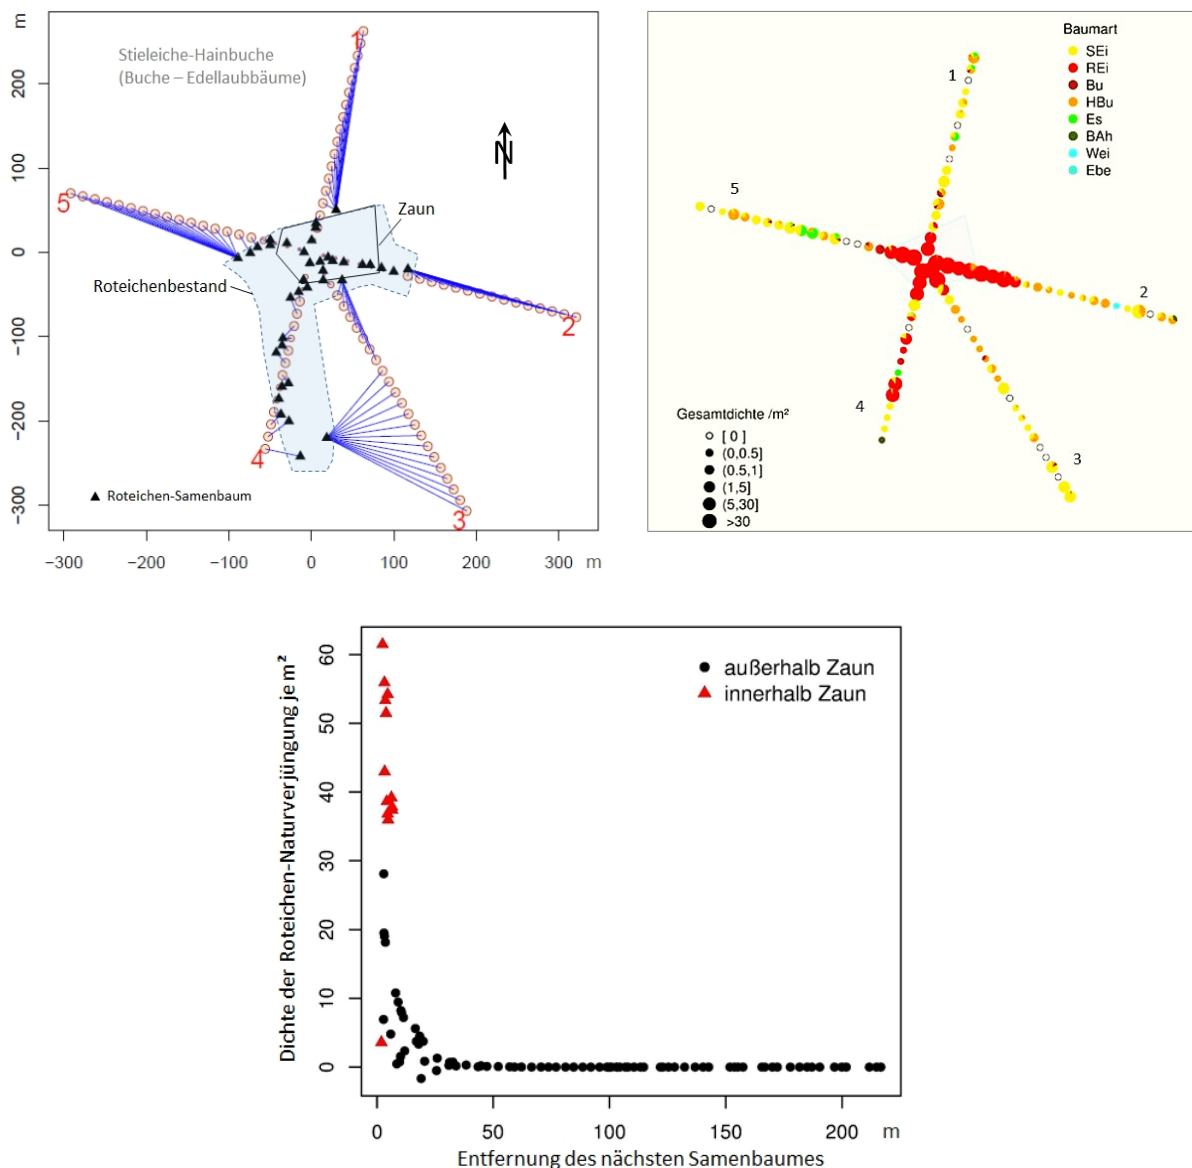 m
200
100
0
−100
−200
−300
−300
−200
−100
0
100
200
300
m
Stieleiche-Hainbuche
(Buche – Edellaubbäume)
N
Zaun
Roteichenbestand
Roteichen-Samenbaum
1
2
3
4
5
Baumart
SEi
REi
Bu
HBu
Es
BAh
Wei
Ebe
1
5
2
4
3
Gesamtdichte /m²
[ 0 ]
(0,0.5]
(0.5,1]
(1,5]
(5,30]
>30
Dichte der Roteichen-Naturverjüngung je m²
60
50
40
30
20
10
0
außerhalb Zaun
innerhalb Zaun
0
50
100
150
200
m
Entfernung des nächsten Samenbaumes